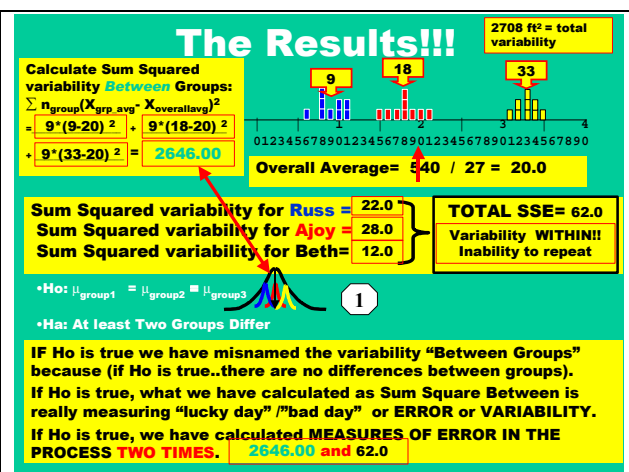 The Results!!!
2708 ft² = total
variability
Calculate Sum Squared
variability Between Groups:
∑ n group(X grp_avg- X overallavg)²
= 9*(9-20) ² + 9*(18-20) ²
+ 9*(33-20) ² = 2646.00
9
18
33
1 2 3 4
01234567890123456789012345678901234567890
Overall Average= 540 / 27 = 20.0
Sum Squared variability for Russ = 22.0
Sum Squared variability for Ajoy = 28.0
Sum Squared variability for Beth= 12.0
TOTAL SSE= 62.0
Variability WITHIN!!
Inability to repeat
•Ho: μgroup1 = μgroup2 = μgroup3
1
•Ha: At least Two Groups Differ
IF Ho is true we have misnamed the variability “Between Groups”
because (if Ho is true..there are no differences between groups).
If Ho is true, what we have calculated as Sum Square Between is
really measuring “lucky day” /”bad day” or ERROR or VARIABILITY.
If Ho is true, we have calculated MEASURES OF ERROR IN THE
PROCESS TWO TIMES. 2646.00 and 62.0